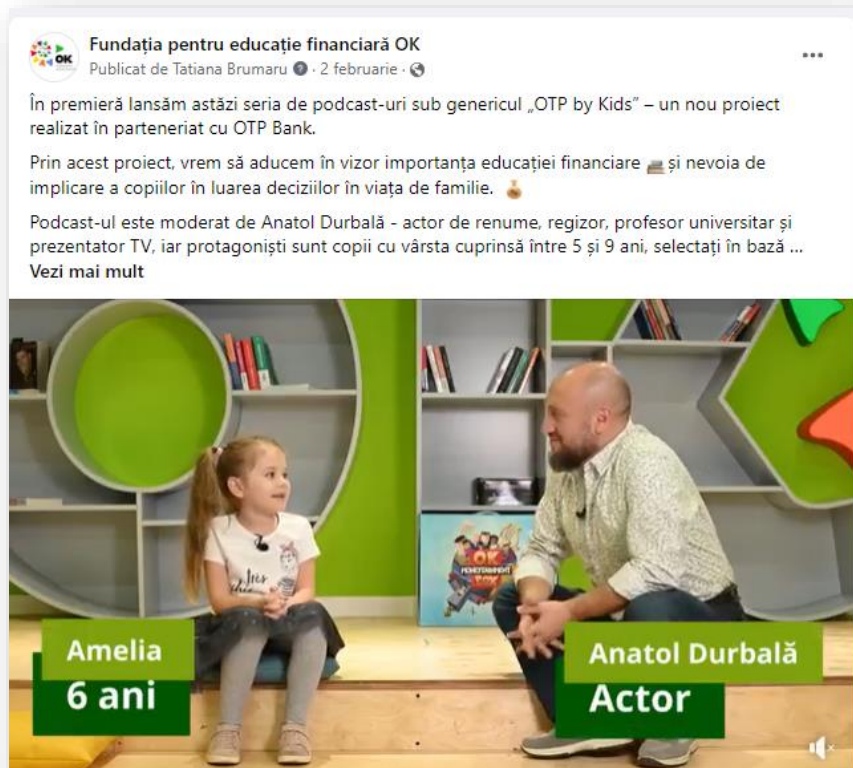 OK
Fundația pentru educație financiară OK
Publicat de Tatiana Brumaru · 2 februarie ·
În premieră lansăm astăzi seria de podcast-uri sub genericul „OTP by Kids” – un nou proiect
realizat în parteneriat cu OTP Bank.
Prin acest proiect, vrem să aducem în vizor importanța educației financiare 📚 și nevoia de
implicare a copiilor în luarea deciziilor în viața de familie. 💰
Podcast-ul este moderat de Anatol Durbală - actor de renume, regizor, profesor universitar și
prezentator TV, iar protagoniști sunt copii cu vârsta cuprinsă între 5 și 9 ani, selectați în bază ...
Vezi mai mult
OK
MONEYTAINMENT
BOX
Amelia
6 ani
Anatol Durbală
Actor